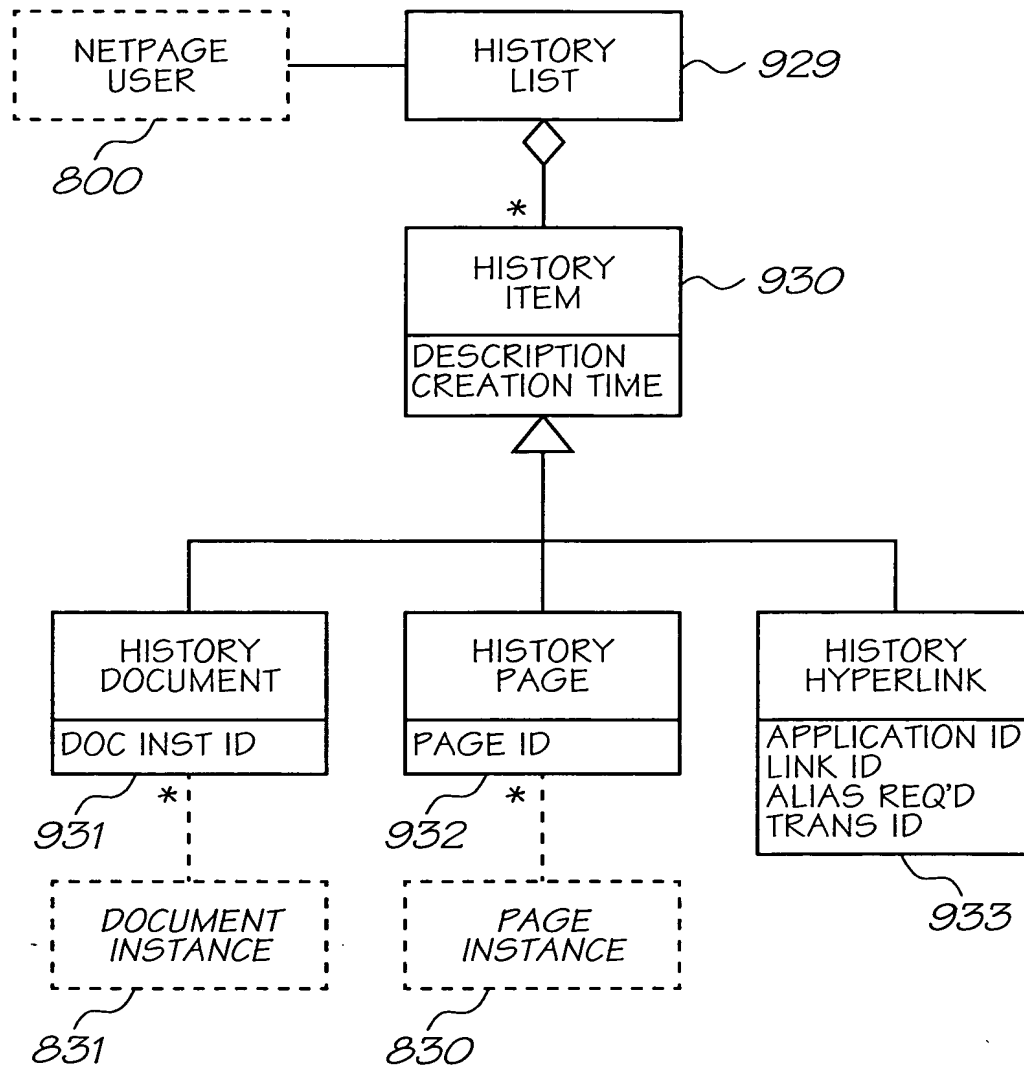 NETPAGE
USER
800
HISTORY
LIST
929
*
HISTORY
ITEM
930
DESCRIPTION
CREATION TIME
HISTORY
DOCUMENT
DOC INST ID
931
*
HISTORY
PAGE
PAGE ID
932
*
HISTORY
HYPERLINK
APPLICATION ID
LINK ID
ALIAS REQ'D
TRANS ID
933
DOCUMENT
INSTANCE
831
PAGE
INSTANCE
830